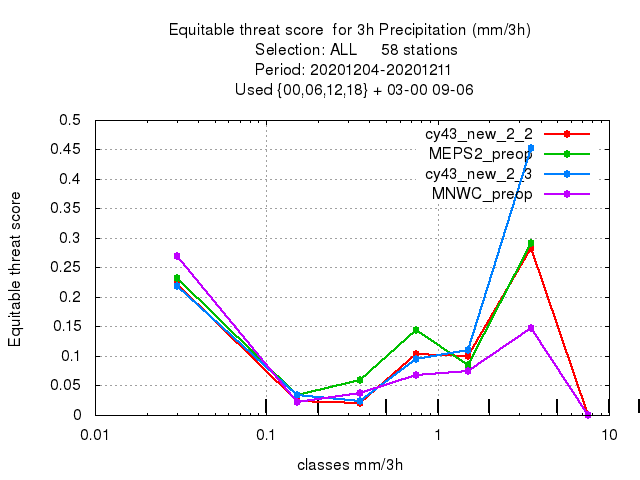 Equitable threat score  for 3h Precipitation (mm/3h)
Selection: ALL     58 stations
Period: 20201204-20201211
Used {00,06,12,18} + 03-00 09-06
cy43_new_2_2
MEPS2_preop
cy43_new_2_3
MNWC_preop
Equitable threat score
0.5
0.45
0.4
0.35
0.3
0.25
0.2
0.15
0.1
0.05
0
0.01
0.1
1
10
classes mm/3h